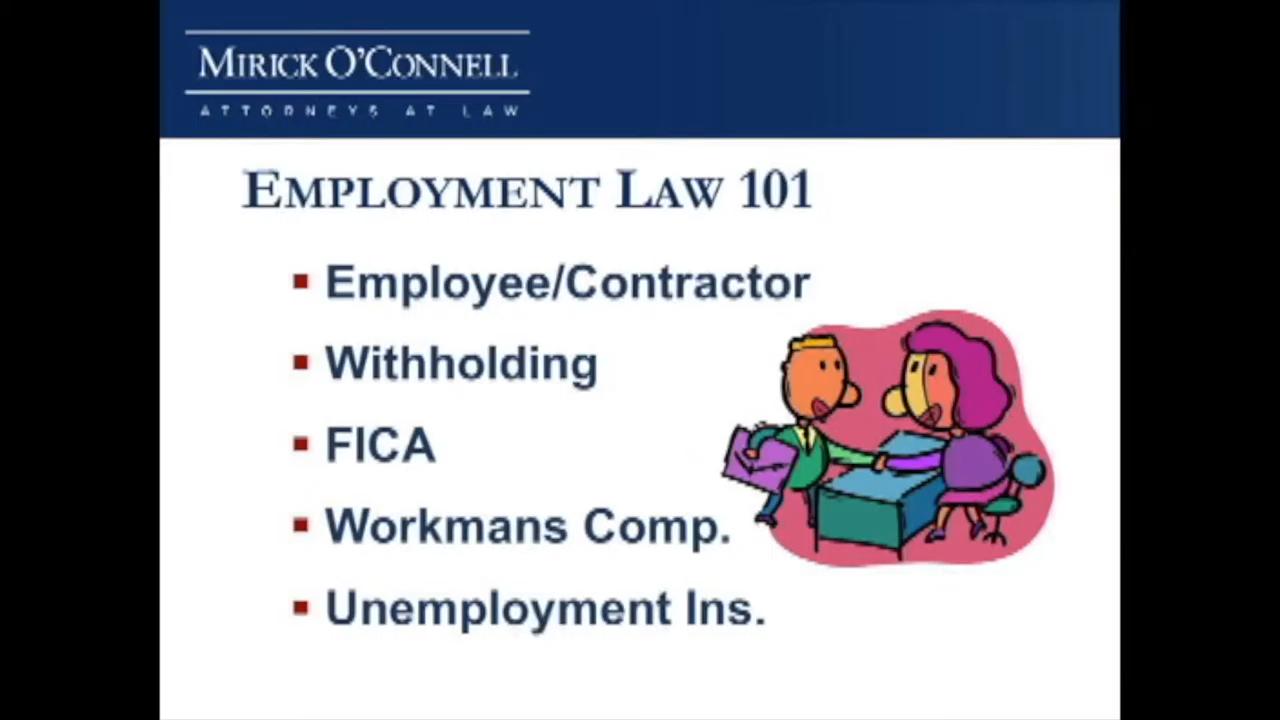 MIRICK O'CONNELL
ATTORNEYS AT LAW
EMPLOYMENT LAW 101
Employee/Contractor
Withholding
FICA
Workmans Comp.
Unemployment Ins.